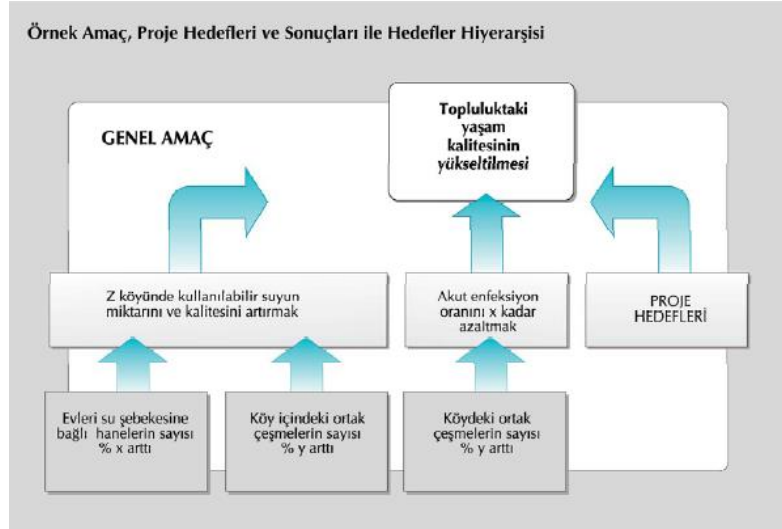 Örnek Amaç, Proje Hedefleri ve Sonuçları ile Hedefler Hiyerarşisi
GENEL AMAÇ
Topluluktaki
yaşam
kalitesinin
yükseltilmesi
Z köyünde kullanılabilir suyun
miktarını ve kalitesini artırmak
Akut enfeksiyon
oranını x kadar
azaltmak
PROJE
HEDEFLERİ
Evleri su şebekesine
bağlı hanelerin sayısı
% x arttı
Köy içindeki ortak
çeşmelerin sayısı
% y arttı
Köydeki ortak
çeşmelerin sayısı
% y arttı